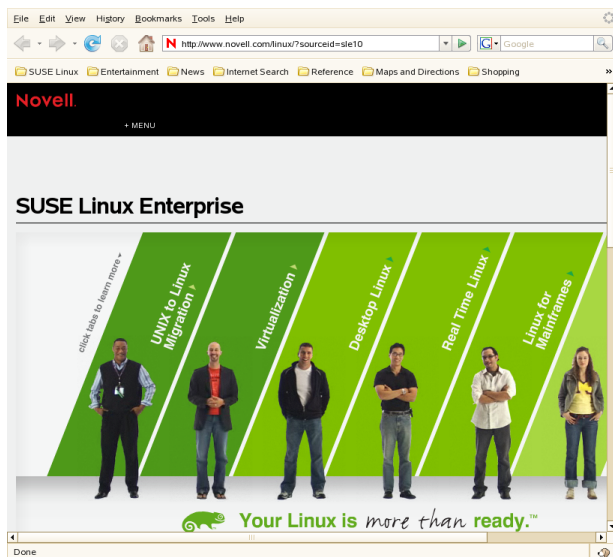 File Edit View History Bookmarks Tools Help
N http://www.novell.com/linux/?sourceid=sle10 G Google
SUSE Linux Entertainment News Internet Search Reference Maps and Directions Shopping »
Novell.
+ MENU
SUSE Linux Enterprise
click tabs to learn more
UNIX to Linux
Migration
Virtualization
Desktop Linux
Real Time Linux
Linux for
Mainframes
Your Linux is more than ready.™
Done